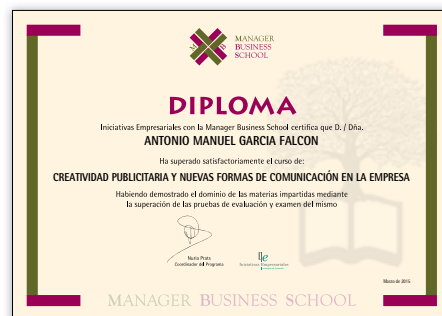 M B
S
MANAGER
BUSINESS
SCHOOL
DIPLOMA
Iniciativas Empresariales con la Manager Business School certifica que D. / Dña.
ANTONIO MANUEL GARCIA FALCON
Ha superado satisfactoriamente el curso de:
CREATIVIDAD PUBLICITARIA Y NUEVAS FORMAS DE COMUNICACIÓN EN LA EMPRESA
Habiendo demostrado el dominio de las materias impartidas mediante
la superación de las pruebas de evaluación y examen del mismo
Nuria Prats
Coordinador del Programa
Iniciativas Empresariales
Marzo de 2015
MANAGER BUSINESS SCHOOL